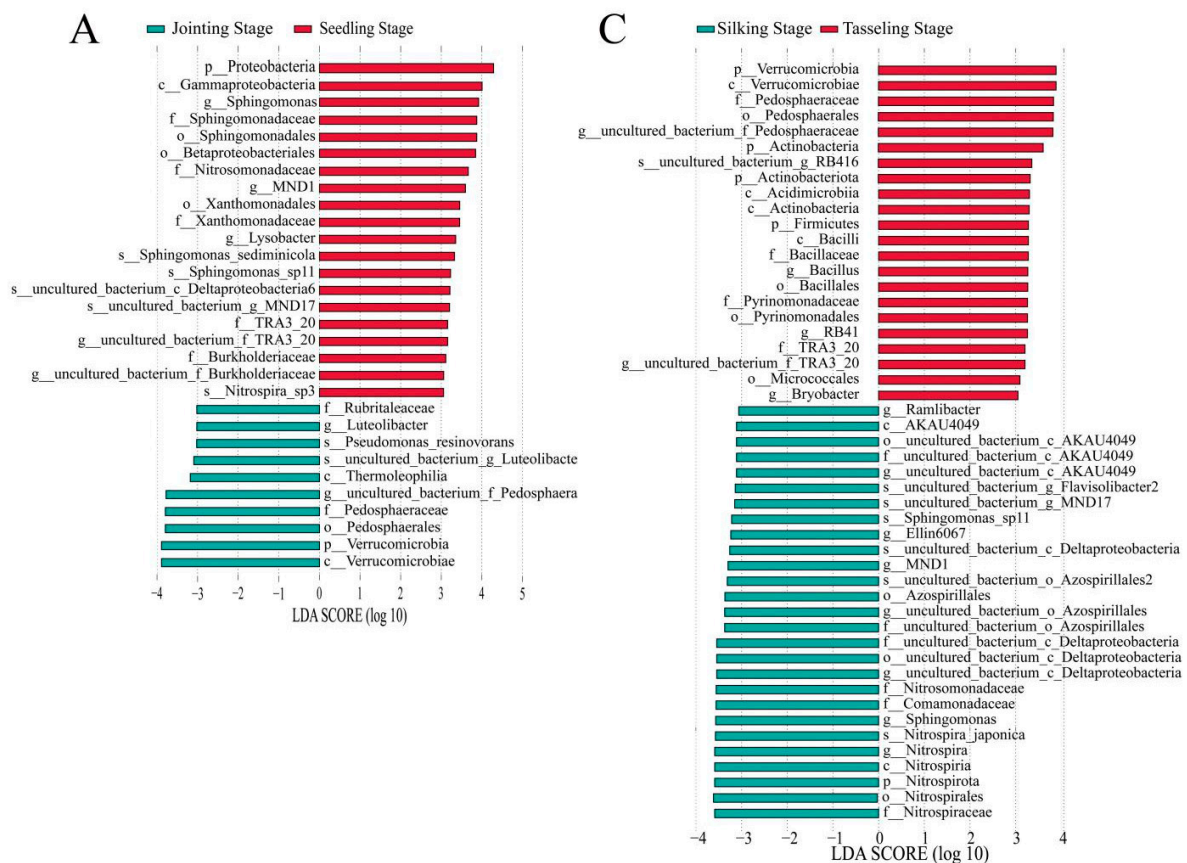 A
Jointing Stage
Seedling Stage
p__Proteobacteria
c__Gammaproteobacteria
g__Sphingomonas
f__Sphingomonadaceae
o__Sphingomonadales
o__Betaproteobacteriales
f__Nitrosomonadaceae
g__MND1
o__Xanthomonadales
f__Xanthomonadaceae
g__Lysobacter
s__Sphingomonas_sediminicola
s__Sphingomonas_sp11
s__uncultured_bacterium_c_Deltaproteobacteria6
s__uncultured_bacterium_g_MND17
f__TRA3_20
g__uncultured_bacterium_f_TRA3_20
f__Burkholderiaceae
g__uncultured_bacterium_f_Burkholderiaceae
s__Nitrospira_sp3
f__Rubritaleaceae
g__Luteolibacter
s__Pseudomonas_resinovorans
s__uncultured_bacterium_g_Luteolibacte
c__Thermoleophilia
g__uncultured_bacterium_f_Pedosphaera
f__Pedosphaeraceae
o__Pedosphaerales
p__Verrucomicrobia
c__Verrucomicrobiae
−4 −3 −2 −1 0 1 2 3 4 5
LDA SCORE (log 10)
C
Silking Stage
Tasseling Stage
p__Verrucomicrobia
c__Verrucomicrobiae
f__Pedosphaeraceae
o__Pedosphaerales
g__uncultured_bacterium_f_Pedosphaeraceae
p__Actinobacteria
s__uncultured_bacterium_g_RB416
p__Actinobacteriota
c__Acidimicrobiia
c__Actinobacteria
p__Firmicutes
c__Bacilli
f__Bacillaceae
g__Bacillus
o__Bacillales
f__Pyrinomonadaceae
o__Pyrinomonadales
g__RB41
f__TRA3_20
g__uncultured_bacterium_f_TRA3_20
o__Micrococcales
g__Bryobacter
g__Ramlibacter
c__AKAU4049
o__uncultured_bacterium_c_AKAU4049
f__uncultured_bacterium_c_AKAU4049
g__uncultured_bacterium_c_AKAU4049
s__uncultured_bacterium_g_Flavisolibacter2
s__uncultured_bacterium_g_MND17
s__Sphingomonas_sp11
g__Ellin6067
s__uncultured_bacterium_c_Deltaproteobacteria
g__MND1
s__uncultured_bacterium_o_Azospirillales2
o__Azospirillales
g__uncultured_bacterium_o_Azospirillales
f__uncultured_bacterium_o_Azospirillales
f__uncultured_bacterium_c_Deltaproteobacteria
o__uncultured_bacterium_c_Deltaproteobacteria
g__uncultured_bacterium_c_Deltaproteobacteria
f__Nitrosomonadaceae
f__Comamonadaceae
g__Sphingomonas
s__Nitrospira_japonica
g__Nitrospira
c__Nitrospiria
p__Nitrospirota
o__Nitrospirales
f__Nitrospiraceae
−4 −3 −2 −1 0 1 2 3 4
LDA SCORE (log 10)